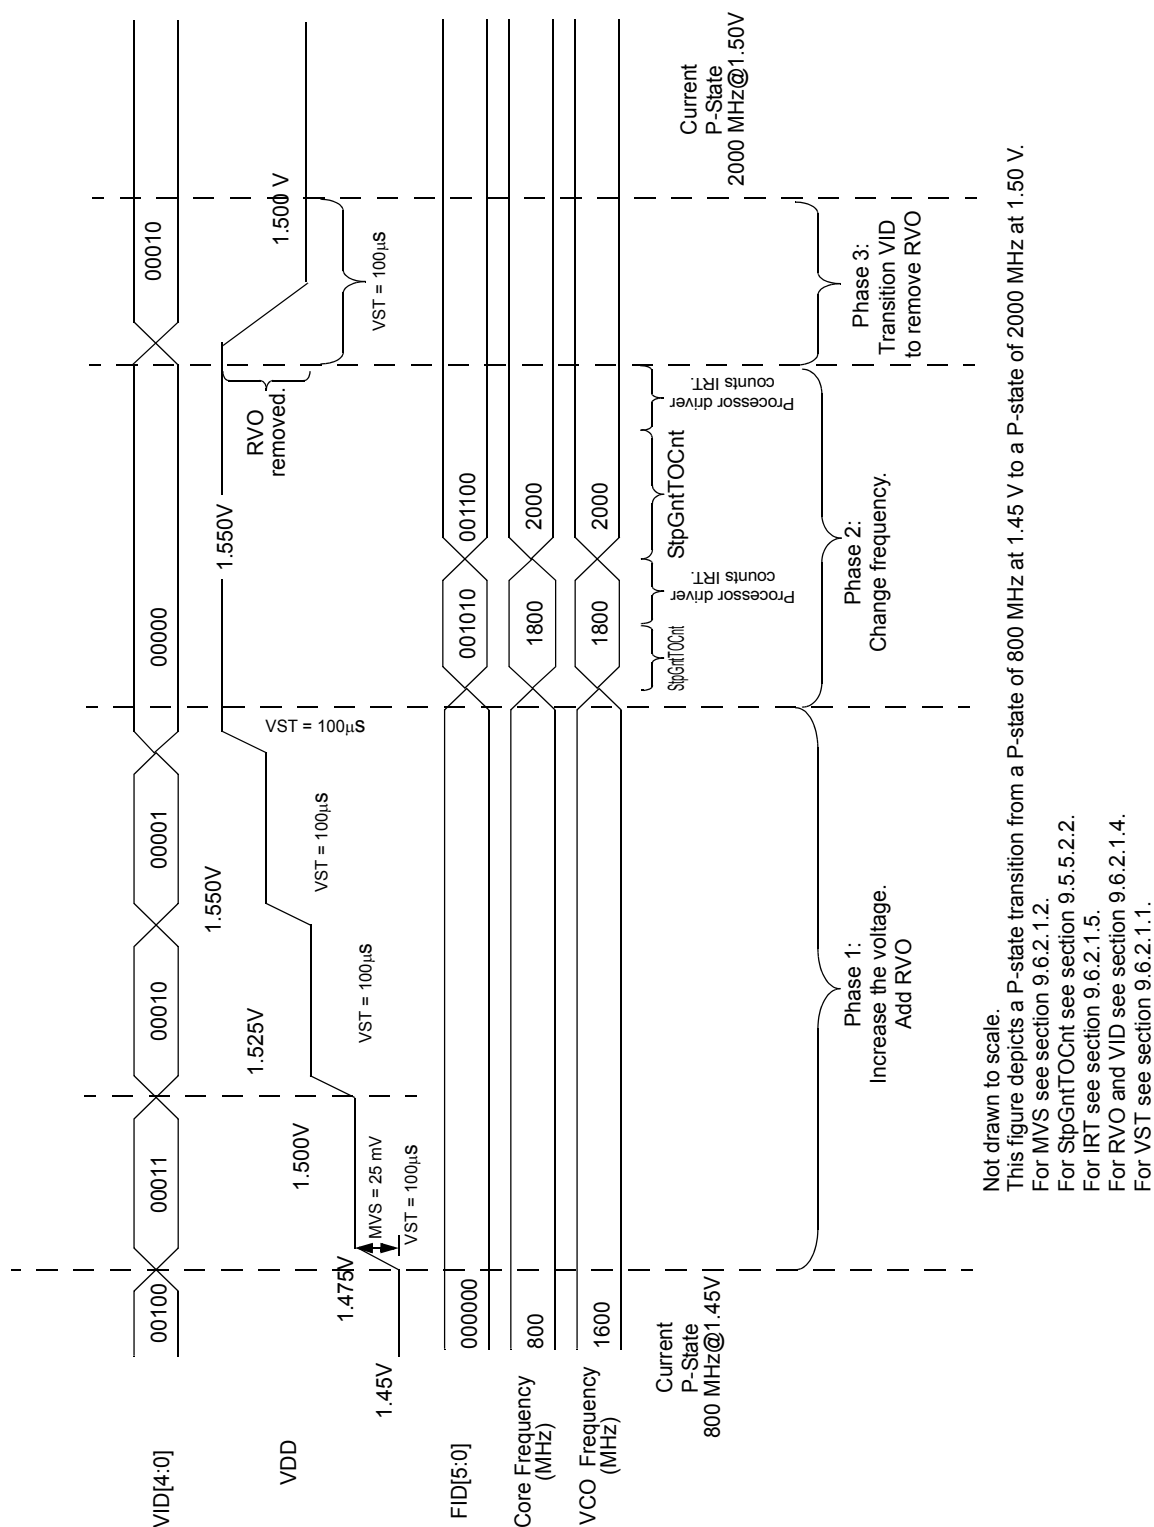 VID[4:0]
00100
00011
00010
00001
00000
00010
VDD
1.45V
1.475V
1.500V
1.525V
1.550V
1.550V
1.500 V
MVS = 25 mV
VST = 100μs
VST = 100μs
VST = 100μs
VST = 100μs
RVO
removed.
VST = 100μs
FID[5:0]
000000
001010
001100
Core Frequency
(MHz)
800
1800
2000
VCO Frequency
(MHz)
1600
1800
2000
StpGntTOCnt
Processor driver
counts IRT.
StpGntTOCnt
Processor driver
counts IRT.
Current
P-State
800 MHz@1.45V
Current
P-State
2000 MHz@1.50V
Phase 1:
Increase the voltage.
Add RVO
Phase 2:
Change frequency.
Phase 3:
Transition VID
to remove RVO
Not drawn to scale.
This figure depicts a P-state transition from a P-state of 800 MHz at 1.45 V to a P-state of 2000 MHz at 1.50 V.
For MVS see section 9.6.2.1.2.
For StpGntTOCnt see section 9.5.5.2.2.
For IRT see section 9.6.2.1.5.
For RVO and VID see section 9.6.2.1.4.
For VST see section 9.6.2.1.1.